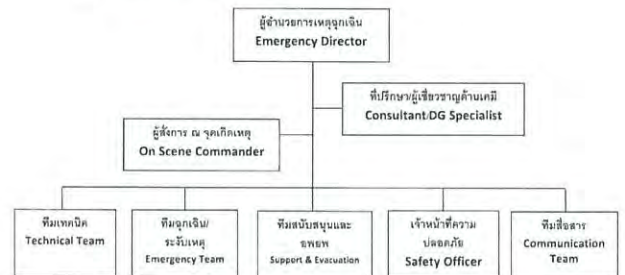 ผู้อำนวยการเหตุฉุกเฉิน
Emergency Director
ที่ปรึกษา/ผู้เชี่ยวชาญด้านเคมี
Consultant/DG Specialist
ผู้สั่งการ ณ จุดเกิดเหตุ
On Scene Commander
ทีมเทคนิค
Technical Team
ทีมฉุกเฉิน/
ระงับเหตุ
Emergency Team
ทีมสนับสนุนและ
อพยพ
Support & Evacuation
เจ้าหน้าที่ความ
ปลอดภัย
Safety Officer
ทีมสื่อสาร
Communication
Team